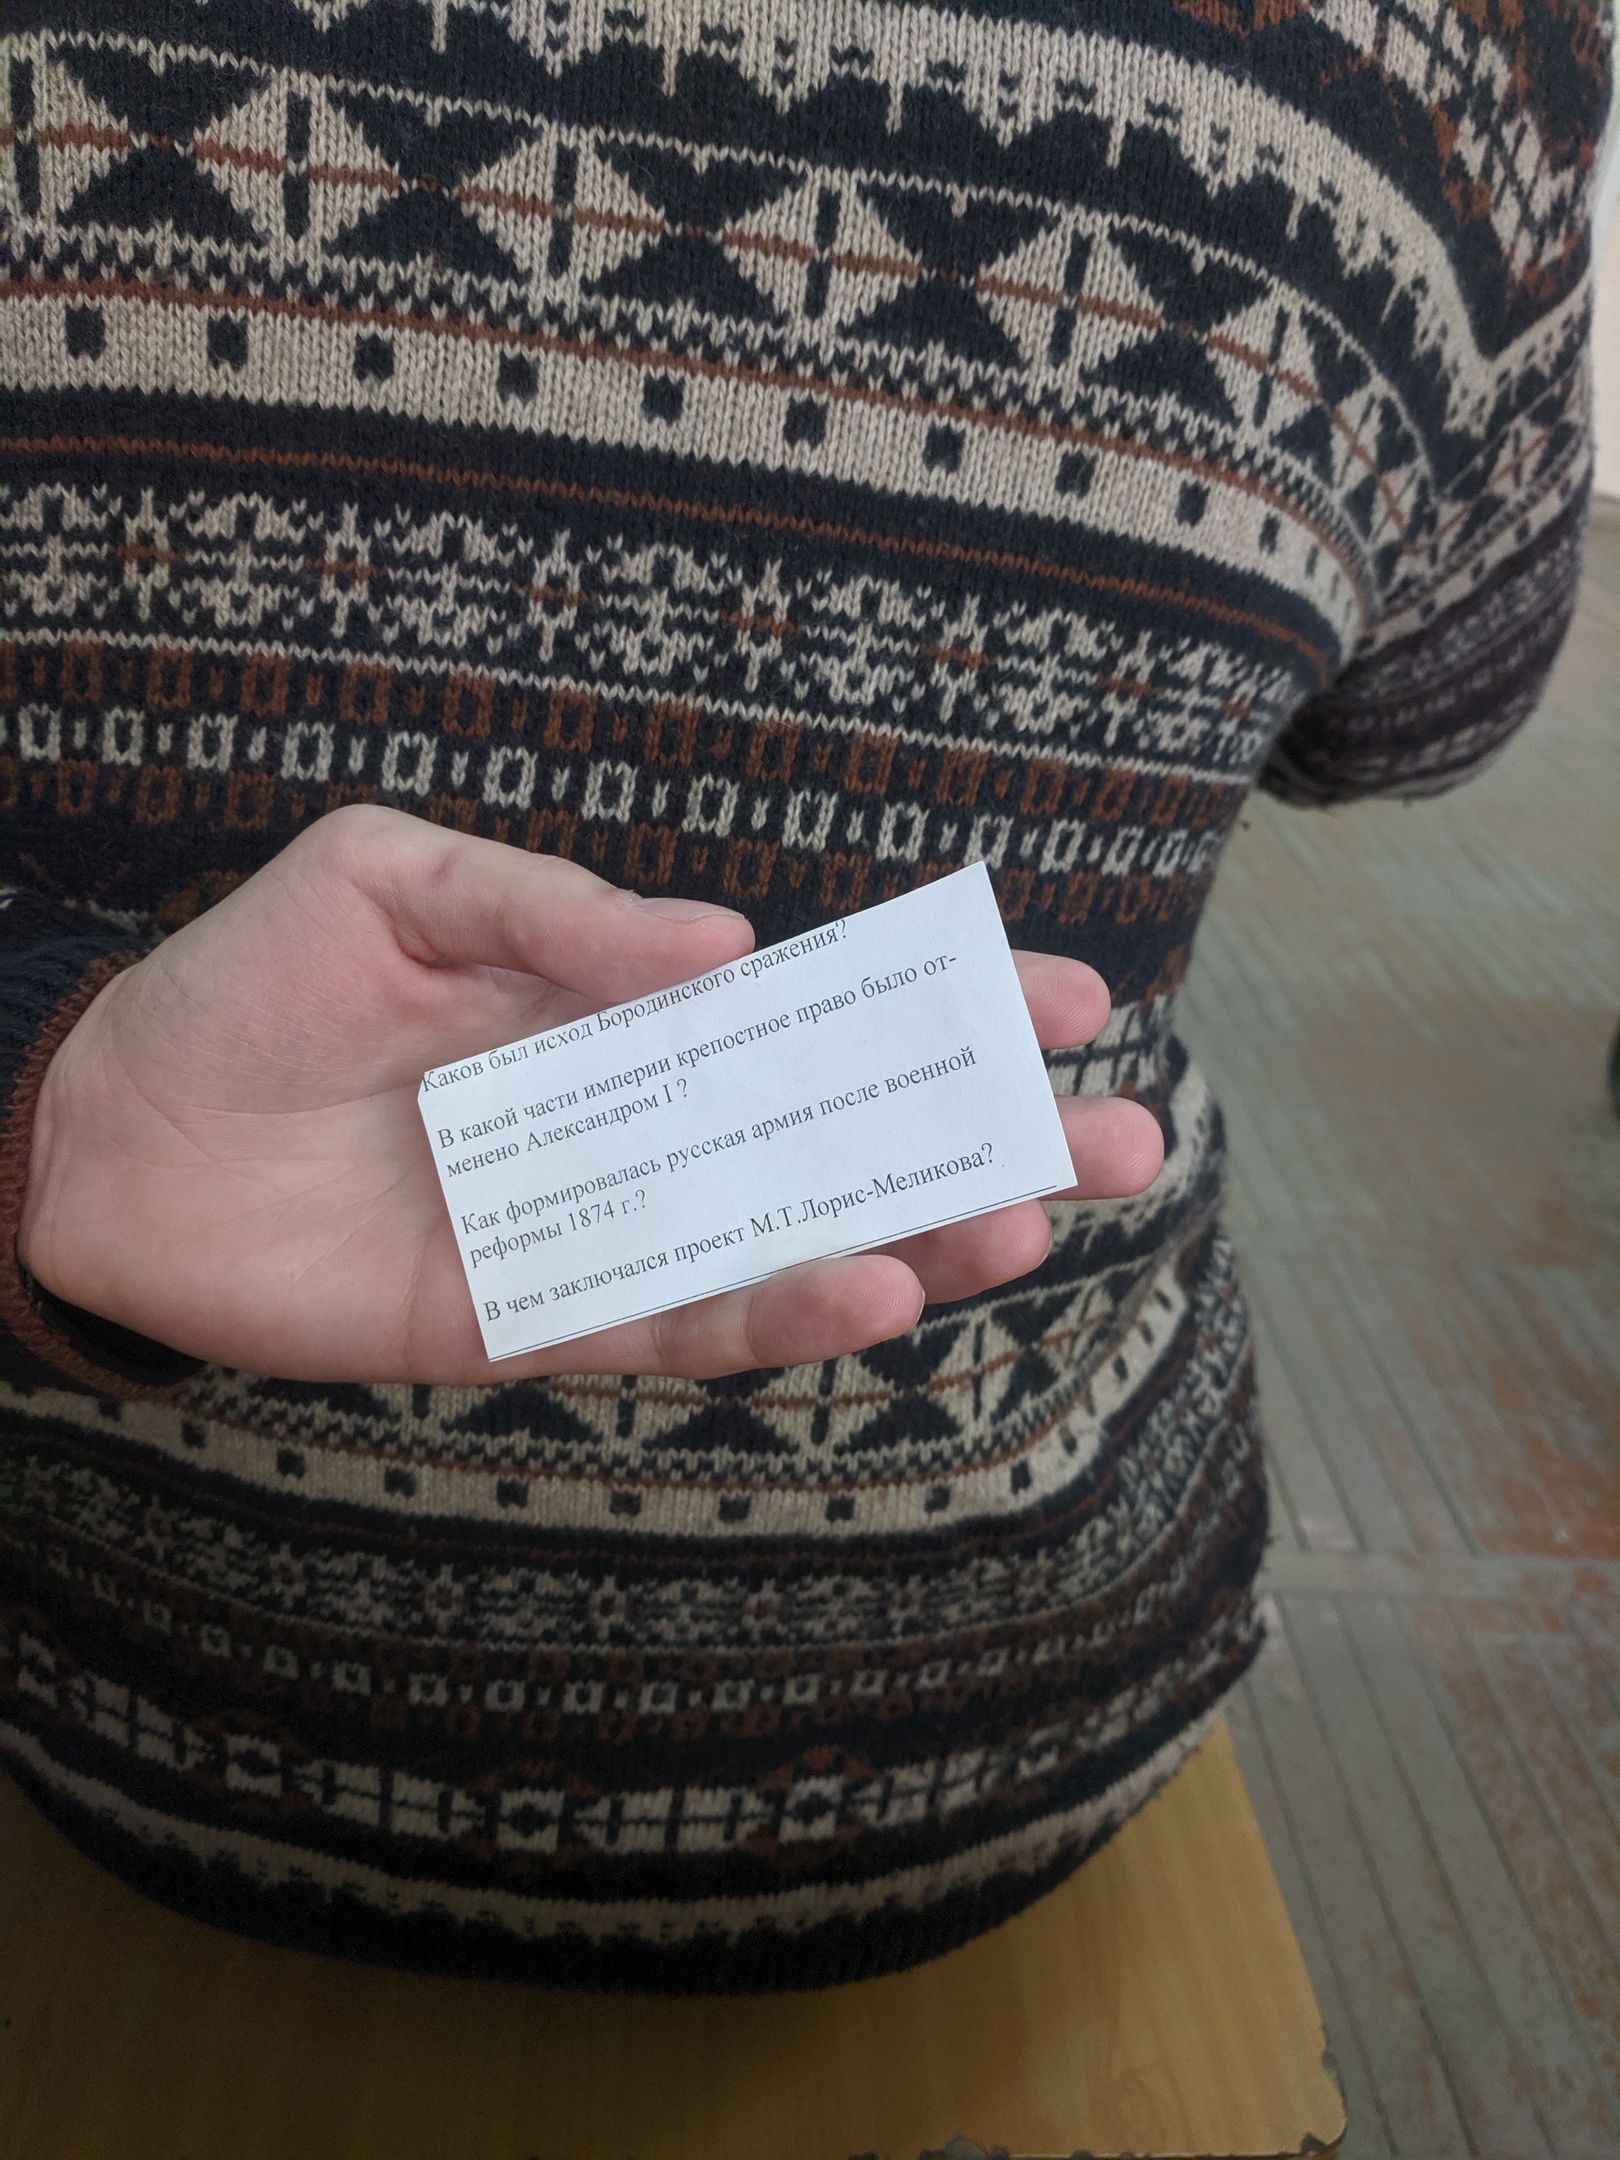 Каков был исход Бородинского сражения?
В какой части империи крепостное право было от-
менено Александром I ?
Как формировалась русская армия после военной
реформы 1874 г.?
В чем заключался проект М.Т.Лорис-Меликова?